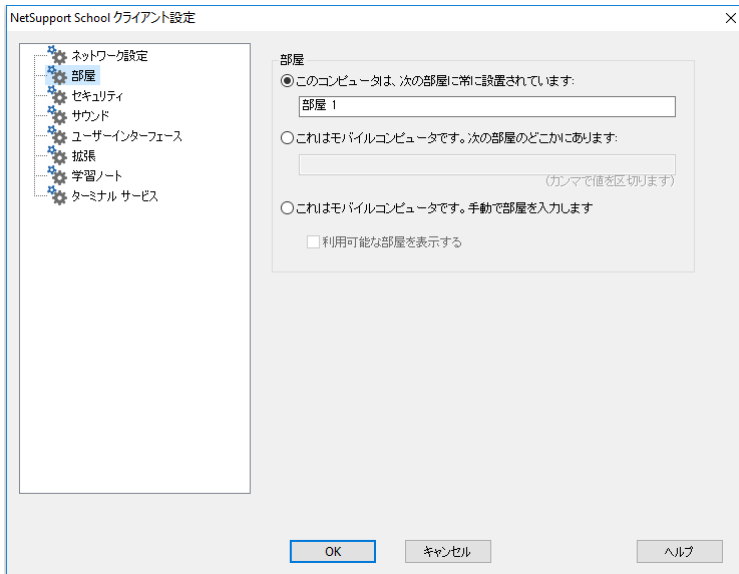 NetSupport School クライアント設定
ネットワーク設定
部屋
セキュリティ
サウンド
ユーザーインターフェース
拡張
学習ノート
ターミナル サービス
部屋
このコンピュータは、次の部屋に常に設置されています:
部屋 1
これはモバイルコンピュータです。次の部屋のどこかにあります:
(カンマで値を区切ります)
これはモバイルコンピュータです。手動で部屋を入力します
利用可能な部屋を表示する
OK
キャンセル
ヘルプ